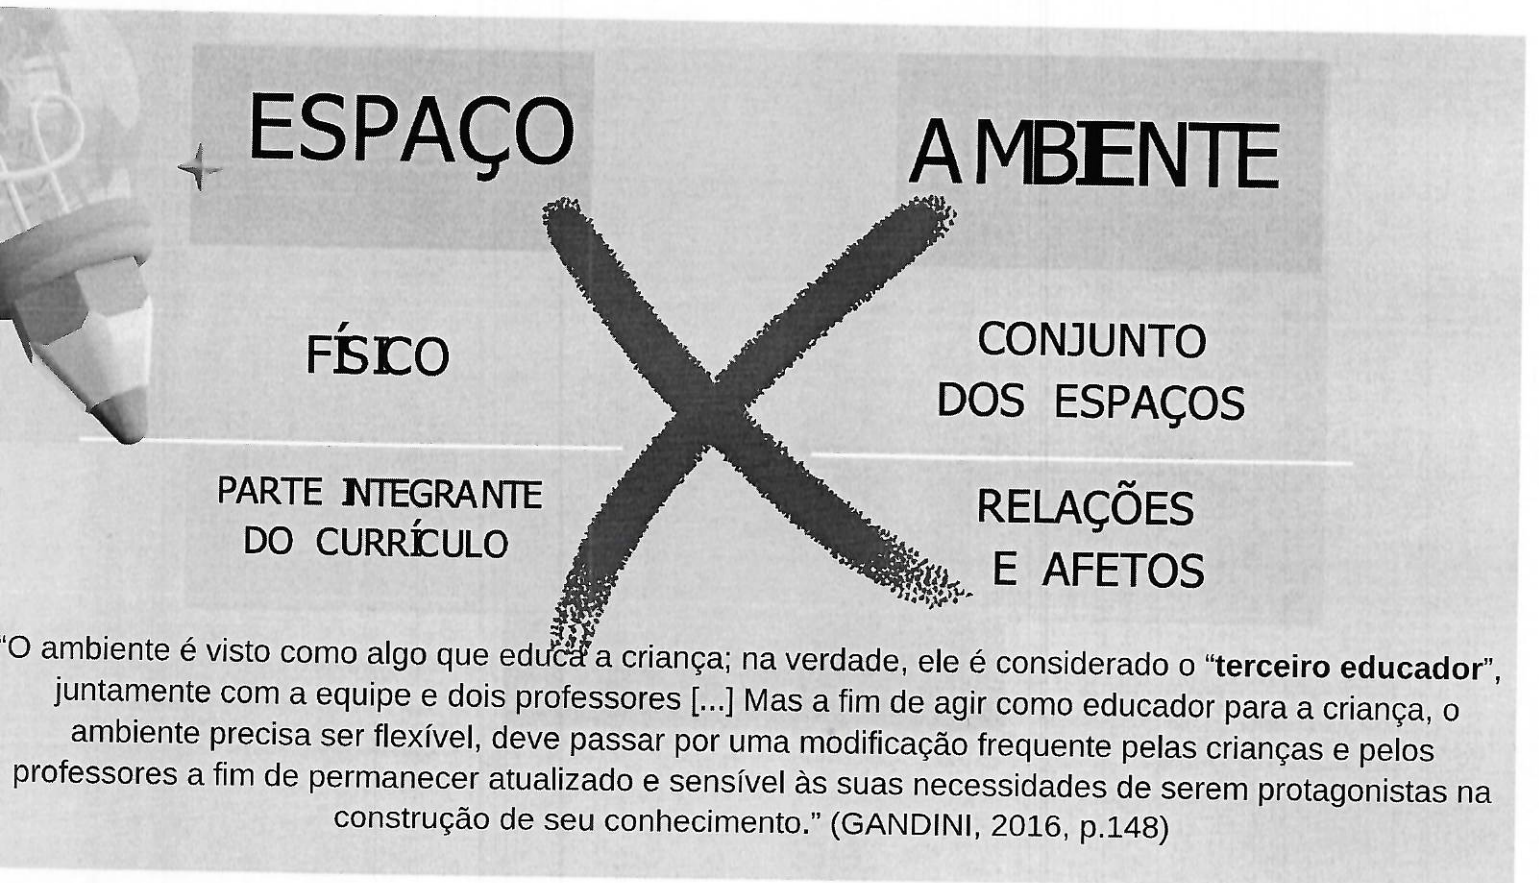 ESPAÇO
AMBIENTE
FÍSICO
CONJUNTO
DOS ESPAÇOS
PARTE INTEGRANTE
DO CURRÍCULO
RELAÇÕES
E AFETOS
“O ambiente é visto como algo que educa a criança; na verdade, ele é considerado o “terceiro educador”,
juntamente com a equipe e dois professores [...] Mas a fim de agir como educador para a criança, o
ambiente precisa ser flexível, deve passar por uma modificação frequente pelas crianças e pelos
professores a fim de permanecer atualizado e sensível às suas necessidades de serem protagonistas na
construção de seu conhecimento.” (GANDINI, 2016, p.148)